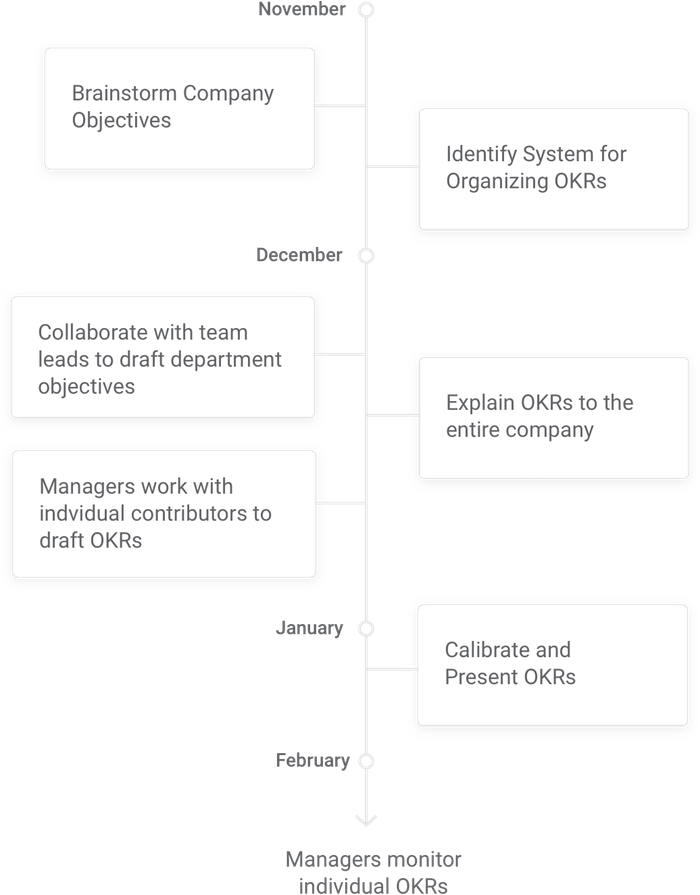 November
Brainstorm Company
Objectives
Identify System for
Organizing OKRs
December
Collaborate with team
leads to draft department
objectives
Explain OKRs to the
entire company
Managers work with
indvidual contributors to
draft OKRs
January
Calibrate and
Present OKRs
February
Managers monitor
individual OKRs